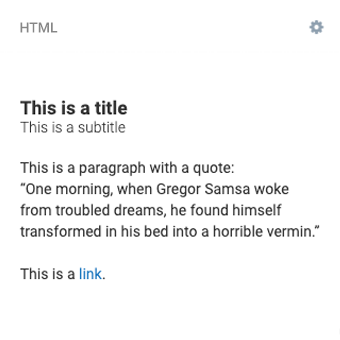 HTML
This is a title
This is a subtitle
This is a paragraph with a quote:
“One morning, when Gregor Samsa woke
from troubled dreams, he found himself
transformed in his bed into a horrible vermin.”
This is a link.